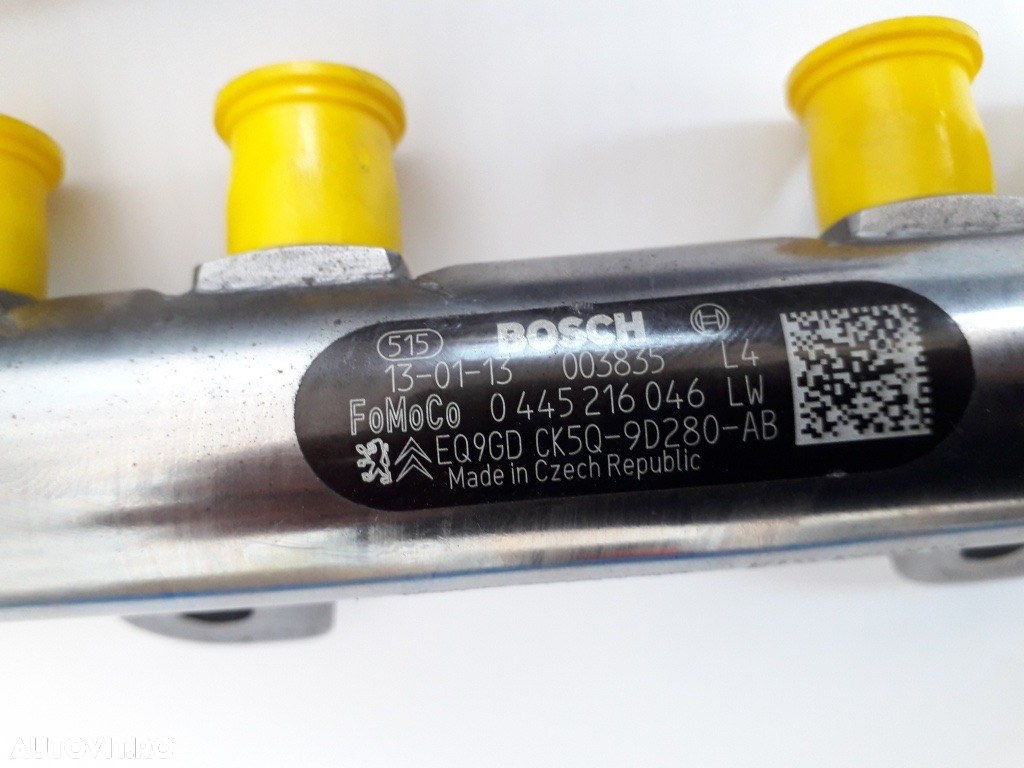 515 BOSCH
13-01-13 003835 L4
FoMoCo 0 445 216 046 LW
EQ9GD CK5Q-9D280-AB
Made in Czech Republic
AUTOVIT.RO